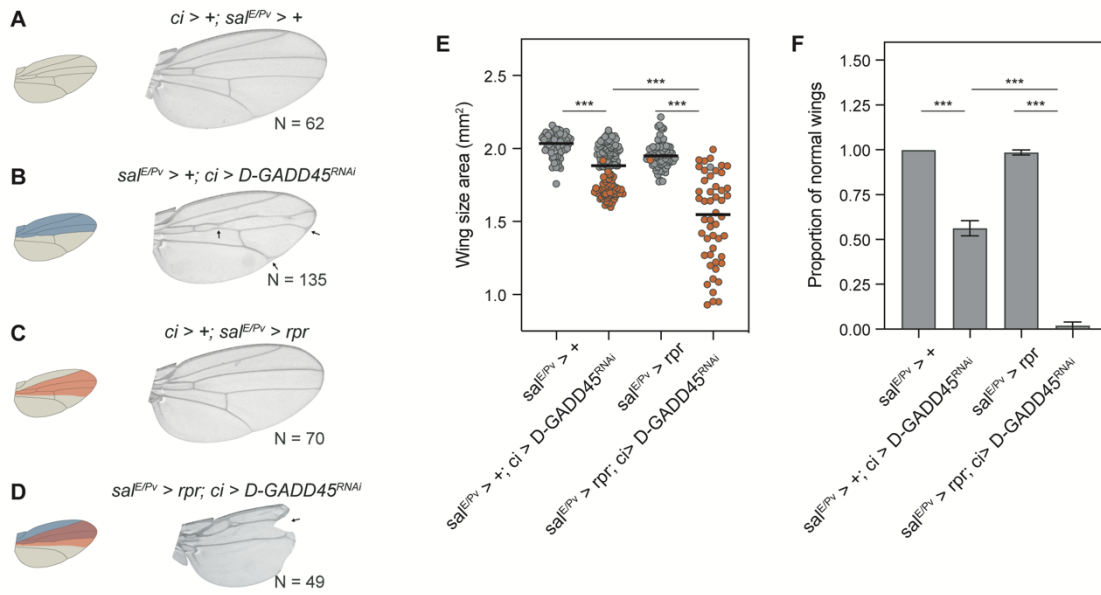 A
ci > +; sal^E/Pv > +
N = 62
B
sal^E/Pv > +; ci > D-GADD45^RNAi
N = 135
C
ci > +; sal^E/Pv > rpr
N = 70
D
sal^E/Pv > rpr; ci > D-GADD45^RNAi
N = 49
E
Wing size area (mm²)
2.5
2.0
1.5
1.0
***
***
***
sal^E/Pv > +
sal^E/Pv > +; ci > D-GADD45^RNAi
sal^E/Pv > rpr
sal^E/Pv > rpr; ci> D-GADD45^RNAi
F
Proportion of normal wings
1.50
1.25
1.00
0.75
0.50
0.25
0.00
***
***
***
sal^E/Pv > +
sal^E/Pv > +; ci > D-GADD45^RNAi
sal^E/Pv > rpr
sal^E/Pv > rpr; ci> D-GADD45^RNAi